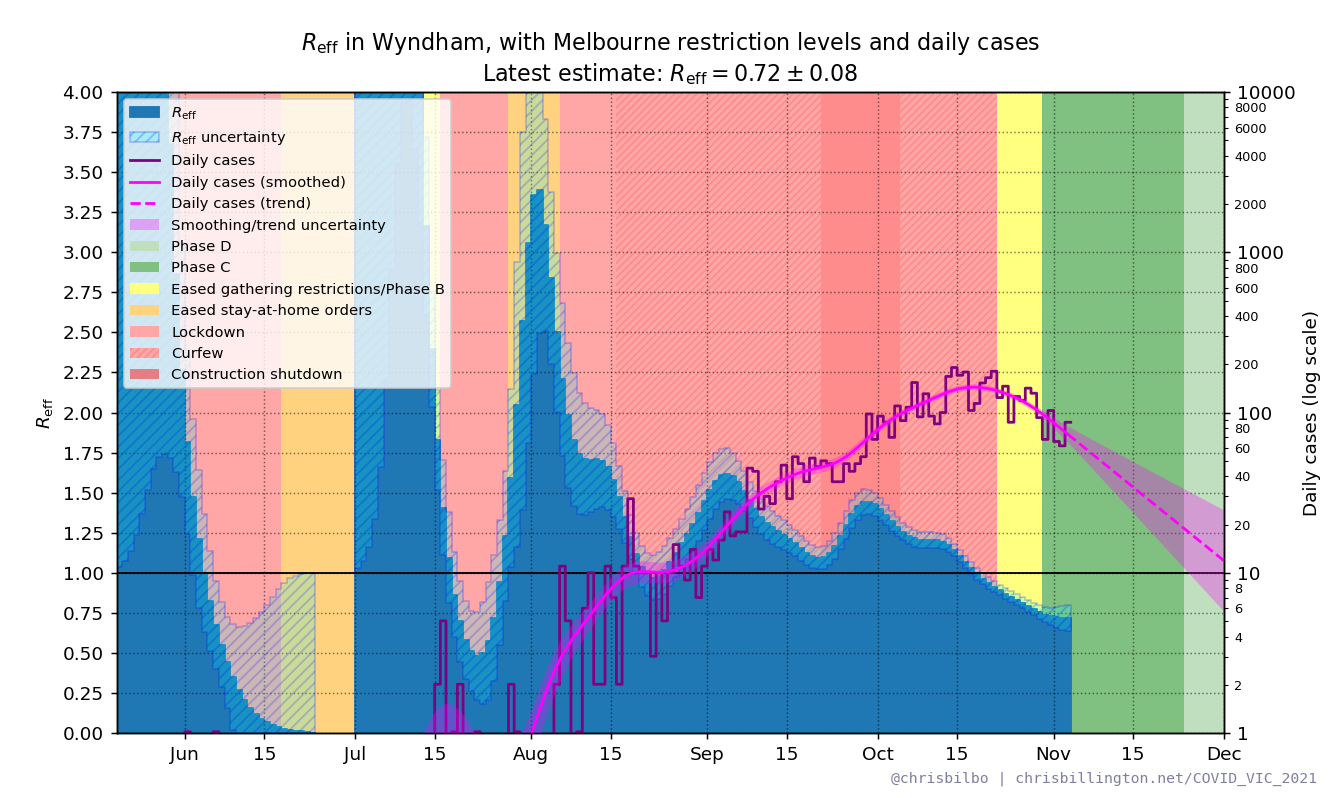 Reff in Wyndham, with Melbourne restriction levels and daily cases
Latest estimate: Reff = 0.72 ± 0.08
4.00
3.75
3.50
3.25
3.00
2.75
2.50
2.25
2.00
1.75
1.50
1.25
1.00
0.75
0.50
0.25
0.00
Reff
Reff
Reff uncertainty
Daily cases
Daily cases (smoothed)
Daily cases (trend)
Smoothing/trend uncertainty
Phase D
Phase C
Eased gathering restrictions/Phase B
Eased stay-at-home orders
Lockdown
Curfew
Construction shutdown
10000
8000
6000
4000
2000
1000
800
600
400
200
100
80
60
40
20
10
8
6
4
2
1
Daily cases (log scale)
Jun 15 Jul 15 Aug 15 Sep 15 Oct 15 Nov 15 Dec
@chrisbilbo | chrisbillington.net/COVID_VIC_2021